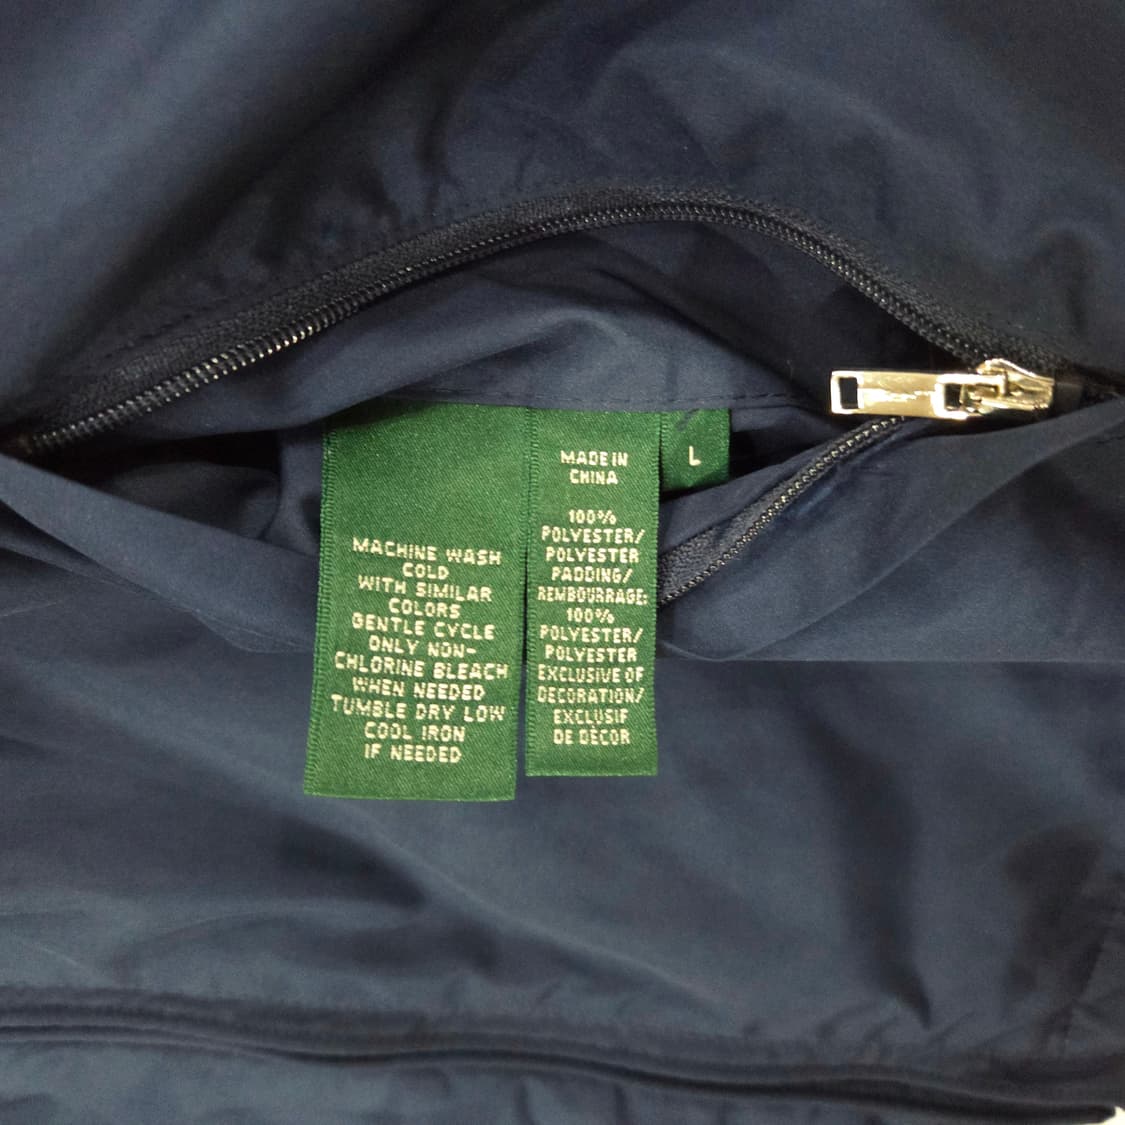 MACHINE WASH
COLD
WITH SIMILAR
COLORS
GENTLE CYCLE
ONLY NON-
CHLORINE BLEACH
WHEN NEEDED
TUMBLE DRY LOW
COOL IRON
IF NEEDED
MADE IN
CHINA
100%
POLYESTER/
POLYESTER
PADDING/
REMBOURRAGE:
100%
POLYESTER/
POLYESTER
EXCLUSIVE OF
DECORATION/
EXCLUSIF
DE DÉCOR
L